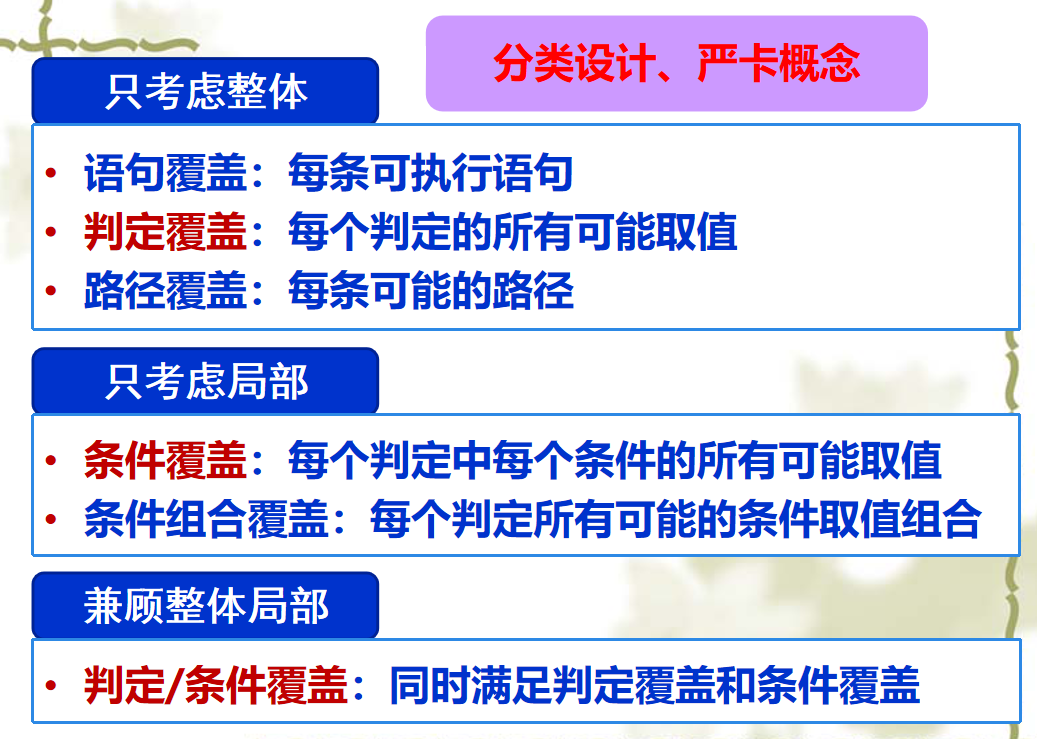 分类设计、严卡概念
只考虑整体
• 语句覆盖：每条可执行语句
• 判定覆盖：每个判定的所有可能取值
• 路径覆盖：每条可能的路径
只考虑局部
• 条件覆盖：每个判定中每个条件的所有可能取值
• 条件组合覆盖：每个判定所有可能的条件取值组合
兼顾整体局部
• 判定/条件覆盖：同时满足判定覆盖和条件覆盖